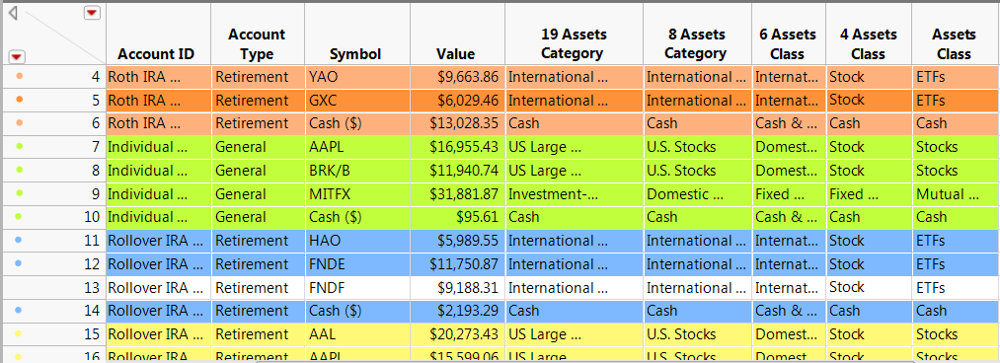 Account ID Account Type Symbol Value 19 Assets Category 8 Assets Category 6 Assets Class 4 Assets Class Assets Class
4 Roth IRA ... Retirement YAO $9,663.86 International ... International ... Internat... Stock ETFs
5 Roth IRA ... Retirement GXC $6,029.46 International ... International ... Internat... Stock ETFs
6 Roth IRA ... Retirement Cash ($) $13,028.35 Cash Cash Cash & ... Cash Cash
7 Individual ... General AAPL $16,955.43 US Large ... U.S. Stocks Domest... Stock Stocks
8 Individual ... General BRK/B $11,940.74 US Large ... U.S. Stocks Domest... Stock Stocks
9 Individual ... General MITFX $31,881.87 Investment-... Domestic ... Fixed ... Fixed ... Mutual ...
10 Individual ... General Cash ($) $95.61 Cash Cash Cash & ... Cash Cash
11 Rollover IRA ... Retirement HAO $5,989.55 International ... International ... Internat... Stock ETFs
12 Rollover IRA ... Retirement FNDE $11,750.87 International ... International ... Internat... Stock ETFs
13 Rollover IRA ... Retirement FNDF $9,188.31 International ... International ... Internat... Stock ETFs
14 Rollover IRA ... Retirement Cash ($) $2,193.29 Cash Cash Cash & ... Cash Cash
15 Rollover IRA ... Retirement AAL $20,273.43 US Large ... U.S. Stocks Domest... Stock Stocks
16 Rollover IRA ... Retirement AAPL $15,599.06 US Large ... U.S. Stocks Domest... Stock Stocks